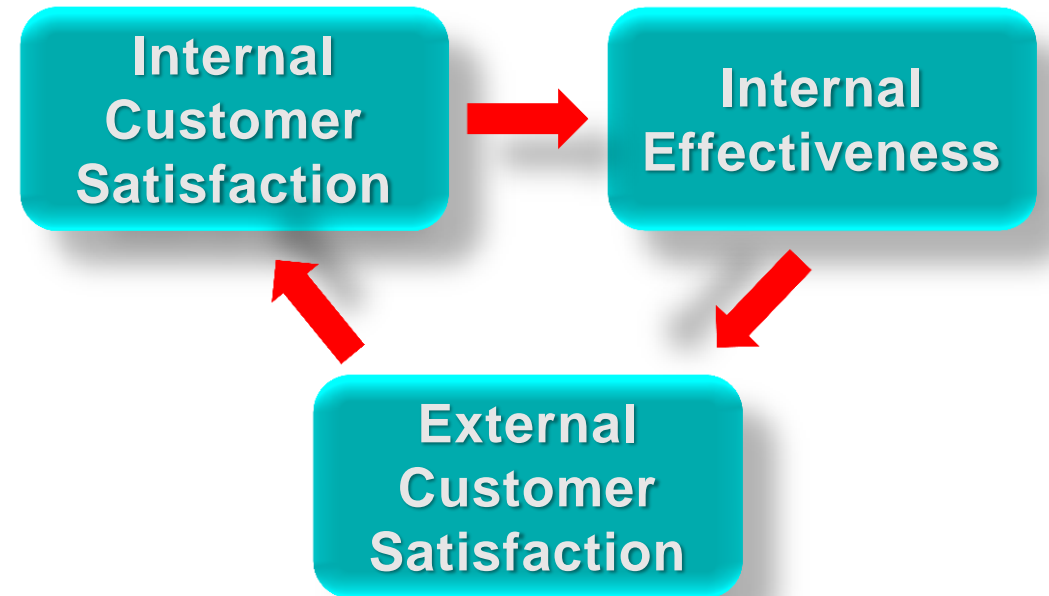 Internal
Customer
Satisfaction
Internal
Effectiveness
External
Customer
Satisfaction